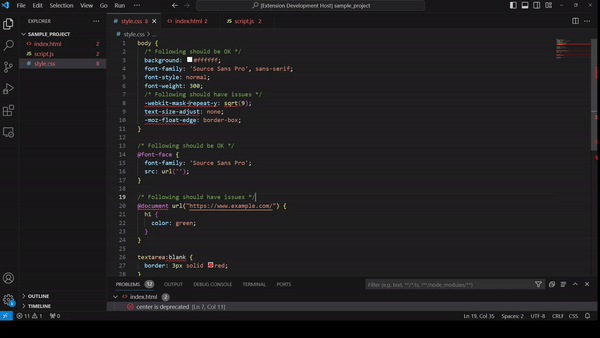 File Edit Selection View Go Run ... [Extension Development Host] sample_project
EXPLORER ...
SAMPLE_PROJECT
index.html 2
script.js 2
style.css 8
OUTLINE
TIMELINE
style.css 8 index.html 2 script.js 2
style.css > ...
1 body {
2 /* Following should be OK */
3 background: #ffffff;
4 font-family: 'Source Sans Pro', sans-serif;
5 font-style: normal;
6 font-weight: 300;
7 /* Following should have issues */
8 -webkit-mask-repeat-y: sqrt(9);
9 text-size-adjust: none;
10 -moz-float-edge: border-box;
11 }
12
13 /* Following should be OK */
14 @font-face {
15 font-family: 'Source Sans Pro';
16 src: url('');
17 }
18
19 /* Following should have issues */
20 @document url("https://www.example.com/") {
21 h1 {
22 color: green;
23 }
24 }
25
26 textarea:blank {
27 border: 3px solid red;
28 }
PROBLEMS 12 OUTPUT DEBUG CONSOLE TERMINAL PORTS Filter (e.g. text, **/*.ts, !**/node_modules/**)
index.html 2
center is deprecated (Ln 7, Col 11)
11 1 0 Ln 19, Col 35 Spaces: 2 UTF-8 CRLF CSS